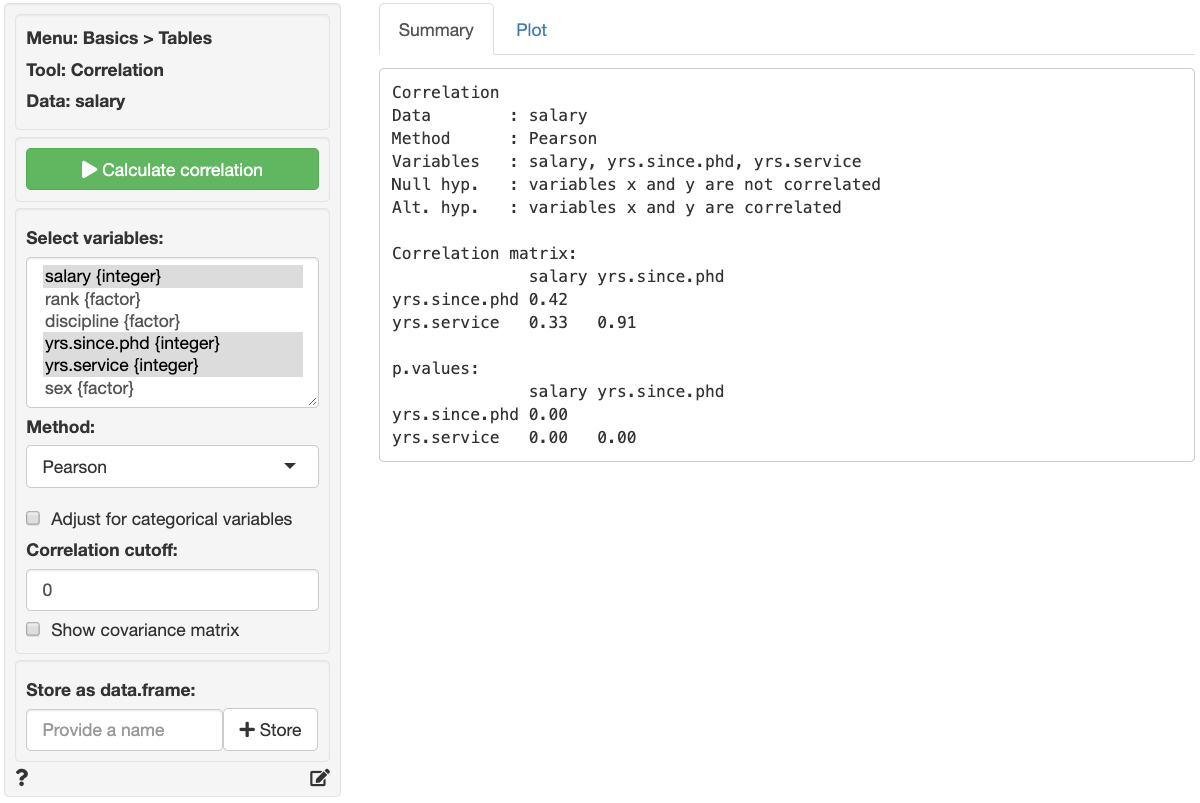 Menu: Basics > Tables
Tool: Correlation
Data: salary
Calculate correlation
Select variables:
salary {integer}
rank {factor}
discipline {factor}
yrs.since.phd {integer}
yrs.service {integer}
sex {factor}
Method:
Pearson
Adjust for categorical variables
Correlation cutoff:
0
Show covariance matrix
Store as data.frame:
Provide a name
+ Store
?
Summary Plot
Correlation
Data        : salary
Method      : Pearson
Variables   : salary, yrs.since.phd, yrs.service
Null hyp.   : variables x and y are not correlated
Alt. hyp.   : variables x and y are correlated
Correlation matrix:
              salary yrs.since.phd
yrs.since.phd 0.42
yrs.service   0.33   0.91
p.values:
              salary yrs.since.phd
yrs.since.phd 0.00
yrs.service   0.00   0.00